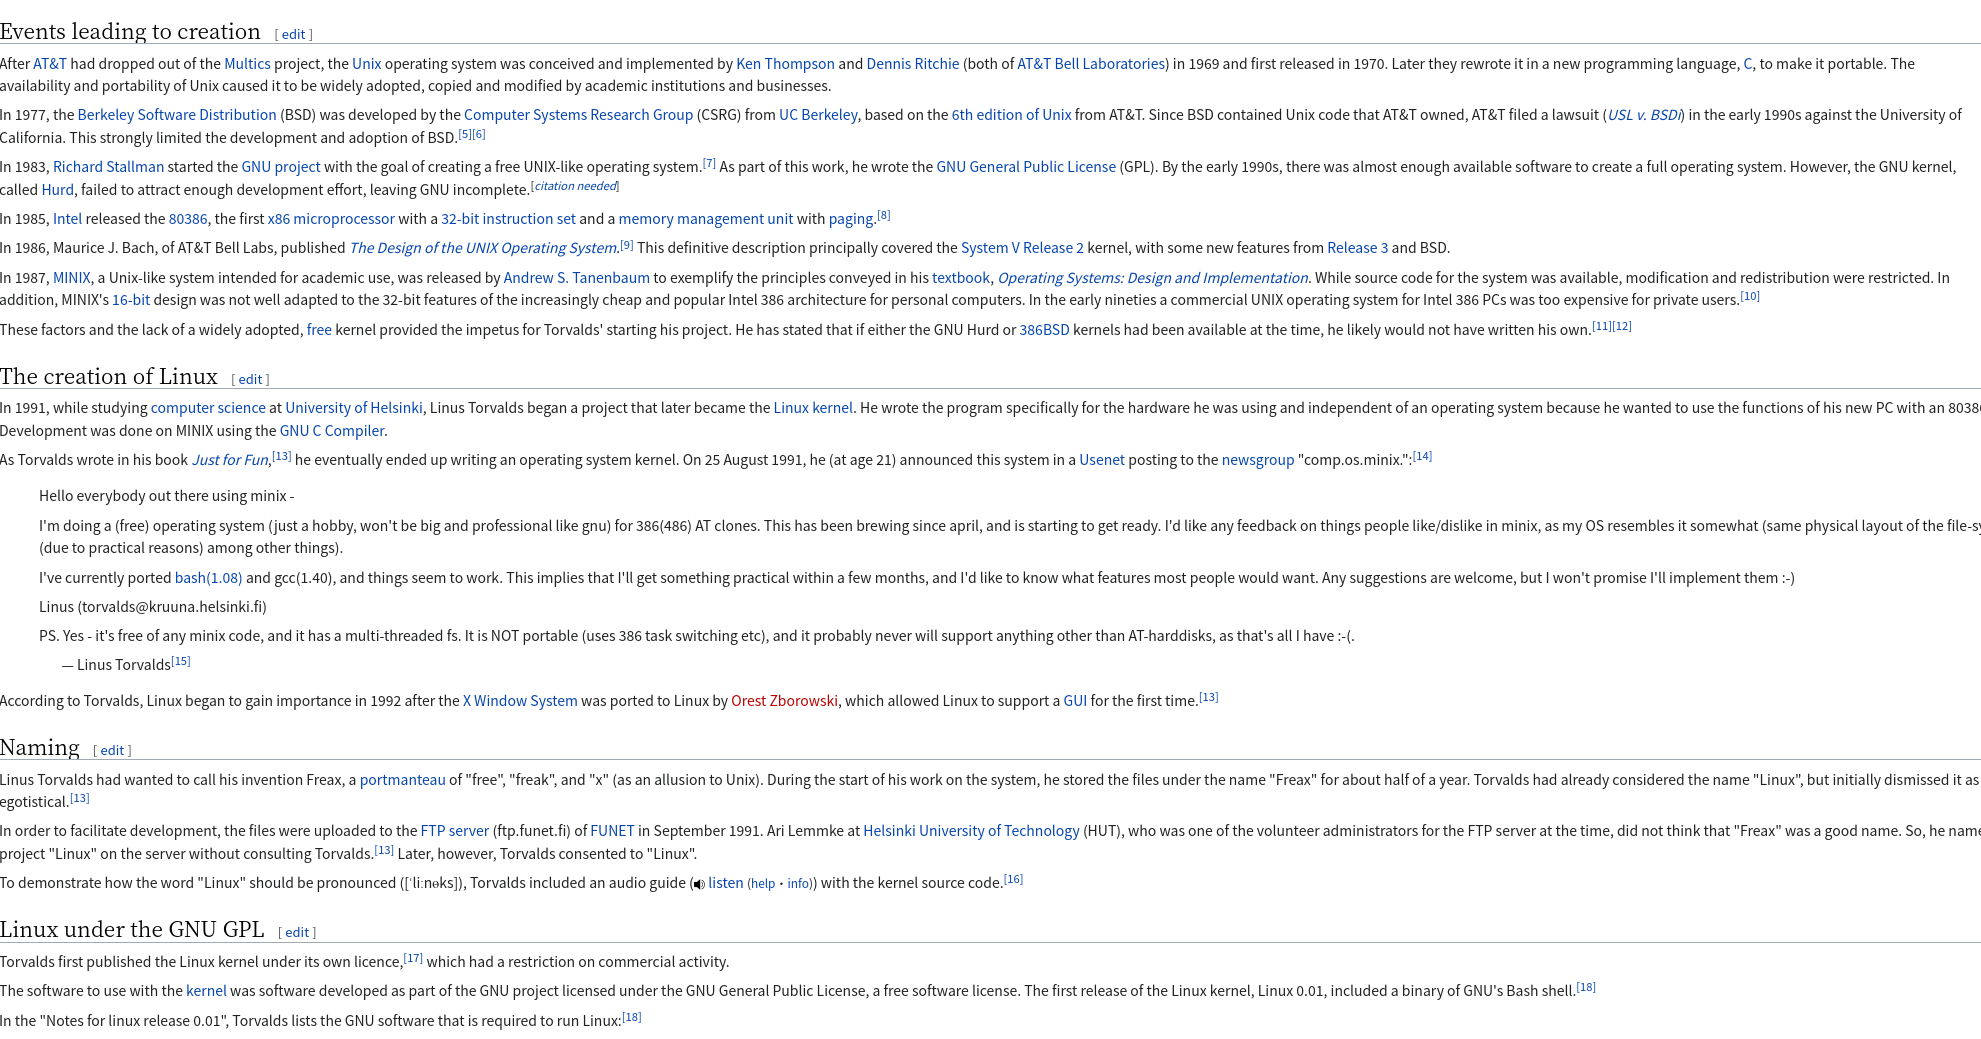 Events leading to creation [ edit ]
After AT&T had dropped out of the Multics project, the Unix operating system was conceived and implemented by Ken Thompson and Dennis Ritchie (both of AT&T Bell Laboratories) in 1969 and first released in 1970. Later they rewrote it in a new programming language, C, to make it portable. The
availability and portability of Unix caused it to be widely adopted, copied and modified by academic institutions and businesses.
In 1977, the Berkeley Software Distribution (BSD) was developed by the Computer Systems Research Group (CSRG) from UC Berkeley, based on the 6th edition of Unix from AT&T. Since BSD contained Unix code that AT&T owned, AT&T filed a lawsuit (USL v. BSDi) in the early 1990s against the University of
California. This strongly limited the development and adoption of BSD.[5][6]
In 1983, Richard Stallman started the GNU project with the goal of creating a free UNIX-like operating system.[7] As part of this work, he wrote the GNU General Public License (GPL). By the early 1990s, there was almost enough available software to create a full operating system. However, the GNU kernel,
called Hurd, failed to attract enough development effort, leaving GNU incomplete.[citation needed]
In 1985, Intel released the 80386, the first x86 microprocessor with a 32-bit instruction set and a memory management unit with paging.[8]
In 1986, Maurice J. Bach, of AT&T Bell Labs, published The Design of the UNIX Operating System.[9] This definitive description principally covered the System V Release 2 kernel, with some new features from Release 3 and BSD.
In 1987, MINIX, a Unix-like system intended for academic use, was released by Andrew S. Tanenbaum to exemplify the principles conveyed in his textbook, Operating Systems: Design and Implementation. While source code for the system was available, modification and redistribution were restricted. In
addition, MINIX's 16-bit design was not well adapted to the 32-bit features of the increasingly cheap and popular Intel 386 architecture for personal computers. In the early nineties a commercial UNIX operating system for Intel 386 PCs was too expensive for private users.[10]
These factors and the lack of a widely adopted, free kernel provided the impetus for Torvalds' starting his project. He has stated that if either the GNU Hurd or 386BSD kernels had been available at the time, he likely would not have written his own.[11][12]
The creation of Linux [ edit ]
In 1991, while studying computer science at University of Helsinki, Linus Torvalds began a project that later became the Linux kernel. He wrote the program specifically for the hardware he was using and independent of an operating system because he wanted to use the functions of his new PC with an 8038
Development was done on MINIX using the GNU C Compiler.
As Torvalds wrote in his book Just for Fun,[13] he eventually ended up writing an operating system kernel. On 25 August 1991, he (at age 21) announced this system in a Usenet posting to the newsgroup "comp.os.minix.":[14]
Hello everybody out there using minix -
I'm doing a (free) operating system (just a hobby, won't be big and professional like gnu) for 386(486) AT clones. This has been brewing since april, and is starting to get ready. I'd like any feedback on things people like/dislike in minix, as my OS resembles it somewhat (same physical layout of the file-sy
(due to practical reasons) among other things).
I've currently ported bash(1.08) and gcc(1.40), and things seem to work. This implies that I'll get something practical within a few months, and I'd like to know what features most people would want. Any suggestions are welcome, but I won't promise I'll implement them :-)
Linus (torvalds@kruuna.helsinki.fi)
PS. Yes - it's free of any minix code, and it has a multi-threaded fs. It is NOT portable (uses 386 task switching etc), and it probably never will support anything other than AT-harddisks, as that's all I have :-(.
— Linus Torvalds[15]
According to Torvalds, Linux began to gain importance in 1992 after the X Window System was ported to Linux by Orest Zborowski, which allowed Linux to support a GUI for the first time.[13]
Naming [ edit ]
Linus Torvalds had wanted to call his invention Freax, a portmanteau of "free", "freak", and "x" (as an allusion to Unix). During the start of his work on the system, he stored the files under the name "Freax" for about half of a year. Torvalds had already considered the name "Linux", but initially dismissed it as
egotistical.[13]
In order to facilitate development, the files were uploaded to the FTP server (ftp.funet.fi) of FUNET in September 1991. Ari Lemmke at Helsinki University of Technology (HUT), who was one of the volunteer administrators for the FTP server at the time, did not think that "Freax" was a good name. So, he name
project "Linux" on the server without consulting Torvalds.[13] Later, however, Torvalds consented to "Linux".
To demonstrate how the word "Linux" should be pronounced ([ˈliːnɵks]), Torvalds included an audio guide (listen (help · info)) with the kernel source code.[16]
Linux under the GNU GPL [ edit ]
Torvalds first published the Linux kernel under its own licence,[17] which had a restriction on commercial activity.
The software to use with the kernel was software developed as part of the GNU project licensed under the GNU General Public License, a free software license. The first release of the Linux kernel, Linux 0.01, included a binary of GNU's Bash shell.[18]
In the "Notes for linux release 0.01", Torvalds lists the GNU software that is required to run Linux:[18]